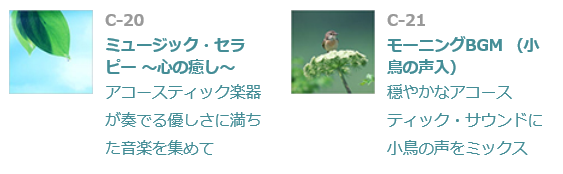 C-20
ミュージック・セラ
ピー ～心の癒し～
アコースティック楽器
が奏でる優しさに満ち
た音楽を集めて
C-21
モーニングBGM （小
鳥の声入）
穏やかなアコース
ティック・サウンドに
小鳥の声をミックス